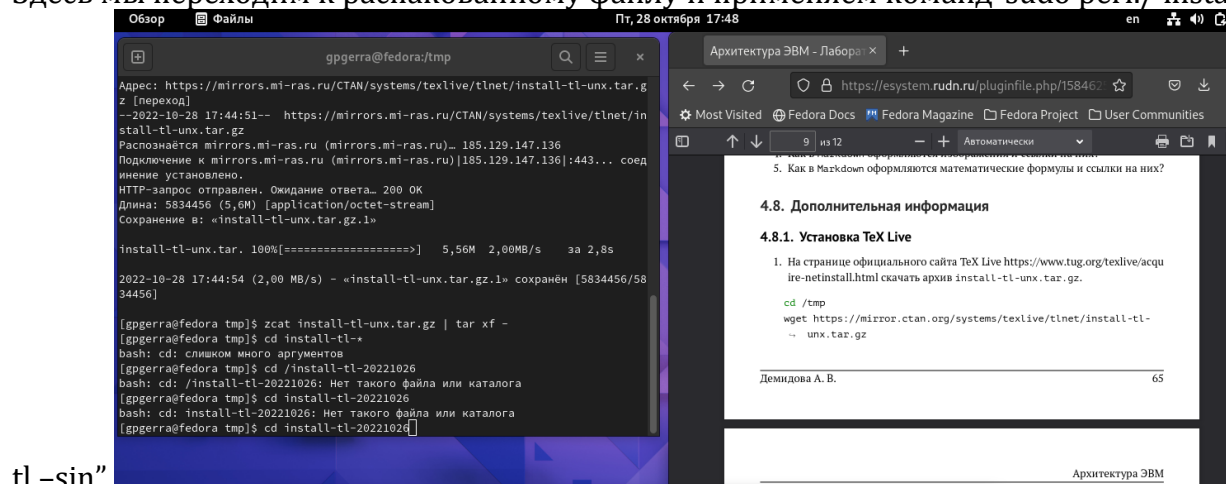 Здесь мы переходим к распакованному файлу и применяем команд
Обзор Файлы Пт, 28 октября 17:48 en
gpgerra@fedora:/tmp
Адрес: https://mirrors.mi-ras.ru/CTAN/systems/texlive/tlnet/install-tl-unx.tar.g
z [переход]
--2022-10-28 17:44:51-- https://mirrors.mi-ras.ru/CTAN/systems/texlive/tlnet/in
stall-tl-unx.tar.gz
Распознаётся mirrors.mi-ras.ru (mirrors.mi-ras.ru)… 185.129.147.136
Подключение к mirrors.mi-ras.ru (mirrors.mi-ras.ru)|185.129.147.136|:443... соед
инение установлено.
HTTP-запрос отправлен. Ожидание ответа… 200 OK
Длина: 5834456 (5,6M) [application/octet-stream]
Сохранение в: «install-tl-unx.tar.gz.1»
install-tl-unx.tar. 100%[===================>] 5,56M 2,00MB/s за 2,8s
2022-10-28 17:44:54 (2,00 MB/s) - «install-tl-unx.tar.gz.1» сохранён [5834456/58
34456]
[gpgerra@fedora tmp]$ zcat install-tl-unx.tar.gz | tar xf -
[gpgerra@fedora tmp]$ cd install-tl-*
bash: cd: слишком много аргументов
[gpgerra@fedora tmp]$ cd /install-tl-20221026
bash: cd: /install-tl-20221026: Нет такого файла или каталога
[gpgerra@fedora tmp]$ cd install-tl-20221026
bash: cd: install-tl-20221026: Нет такого файла или каталога
[gpgerra@fedora tmp]$ cd install-tl-20221026
Архитектура ЭВМ - Лаборат
https://esystem.rudn.ru/pluginfile.php/158462
Most Visited Fedora Docs Fedora Magazine Fedora Project User Communities
9 из 12 Автоматически
5. Как в Markdown оформляются математические формулы и ссылки на них?
4.8. Дополнительная информация
4.8.1. Установка TeX Live
1. На странице официального сайта TeX Live https://www.tug.org/texlive/acqu
ire-netinstall.html скачать архив install-tl-unx.tar.gz.
cd /tmp
wget https://mirror.ctan.org/systems/texlive/tlnet/install-tl-
↪ unx.tar.gz
Демидова А. В. 65
Архитектура ЭВМ
tl –sin”